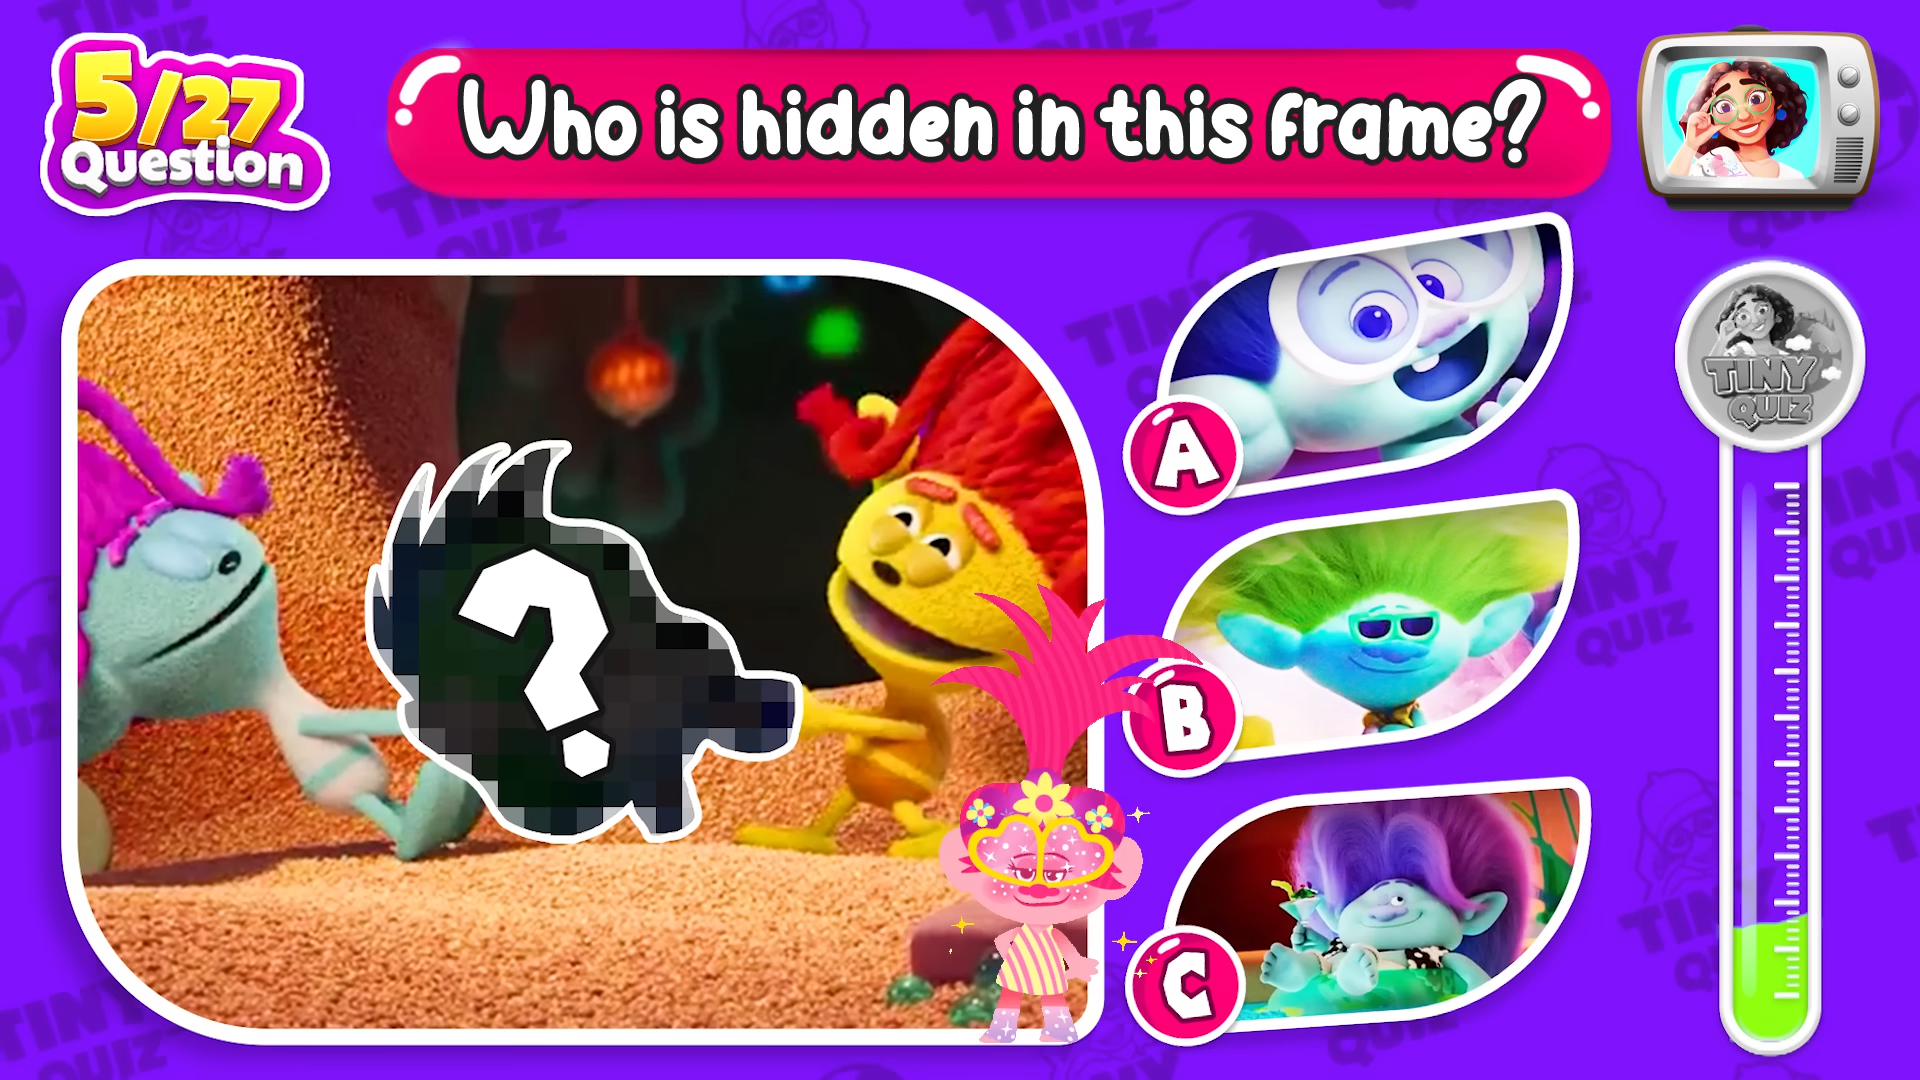 5/27
Question
Who is hidden in this frame?
?
A
B
C
TINY
QUIZ